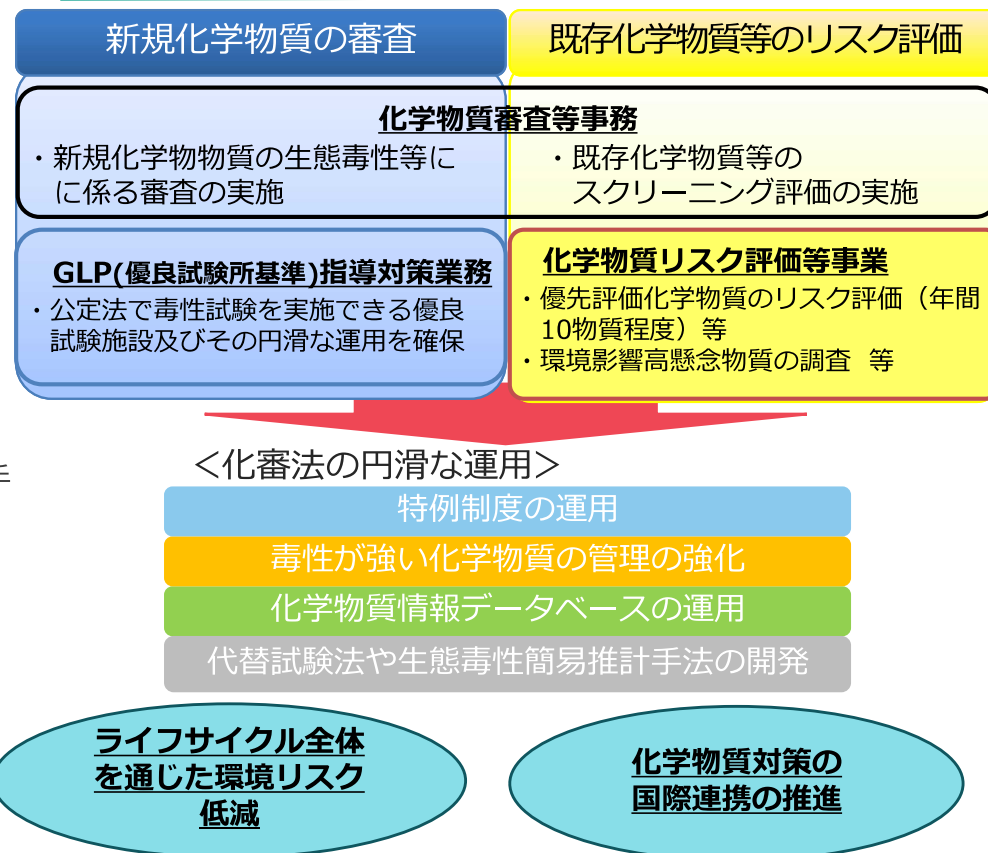 新規化学物質の審査
既存化学物質等のリスク評価
化学物質審査等事務
・新規化学物物質の生態毒性等に
に係る審査の実施
・既存化学物質等の
スクリーニング評価の実施
GLP(優良試験所基準)指導対策業務
・公定法で毒性試験を実施できる優良
試験施設及びその円滑な運用を確保
化学物質リスク評価等事業
・優先評価化学物質のリスク評価（年間
10物質程度）等
・環境影響高懸念物質の調査 等
＜化審法の円滑な運用＞
特例制度の運用
毒性が強い化学物質の管理の強化
化学物質情報データベースの運用
代替試験法や生態毒性簡易推計手法の開発
ライフサイクル全体
を通じた環境リスク
低減
化学物質対策の
国際連携の推進